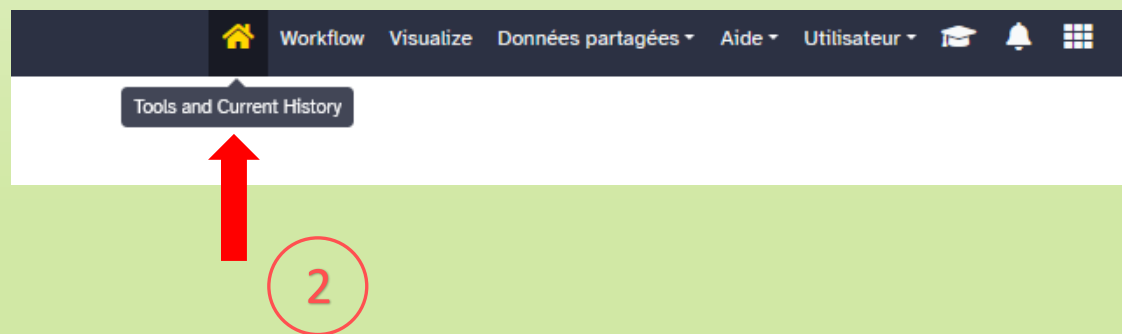 Workflow Visualize Données partagées Aide Utilisateur
Tools and Current History
2